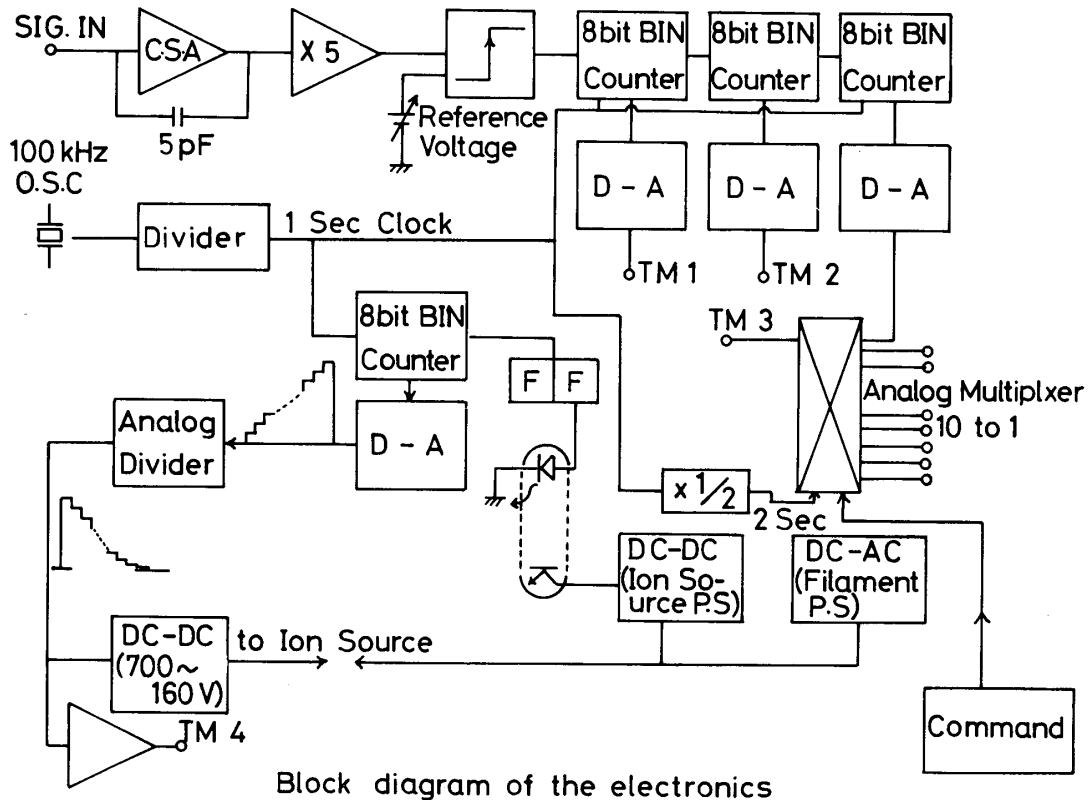 SIG. IN
C.S.A
5 pF
X 5
Reference
Voltage
8bit BIN
Counter
8bit BIN
Counter
8bit BIN
Counter
D - A
D - A
D - A
TM 1
TM 2
100 kHz
O.S.C
Divider
1 Sec Clock
8bit BIN
Counter
F F
TM 3
Analog Multiplxer
10 to 1
Analog
Divider
D - A
x 1/2
2 Sec
DC-DC
(Ion So-
urce P.S)
DC-AC
(Filament
P.S)
DC-DC
(700~
160 V)
to Ion Source
TM 4
Command
Block diagram of the electronics